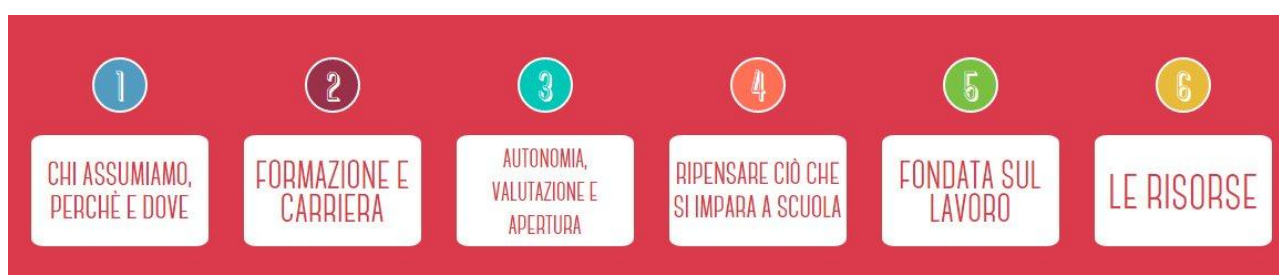 1
CHI ASSUMIAMO,
PERCHÈ E DOVE
2
FORMAZIONE E
CARRIERA
3
AUTONOMIA,
VALUTAZIONE E
APERTURA
4
RIPENSARE CIÒ CHE
SI IMPARA A SCUOLA
5
FONDATA SUL
LAVORO
6
LE RISORSE